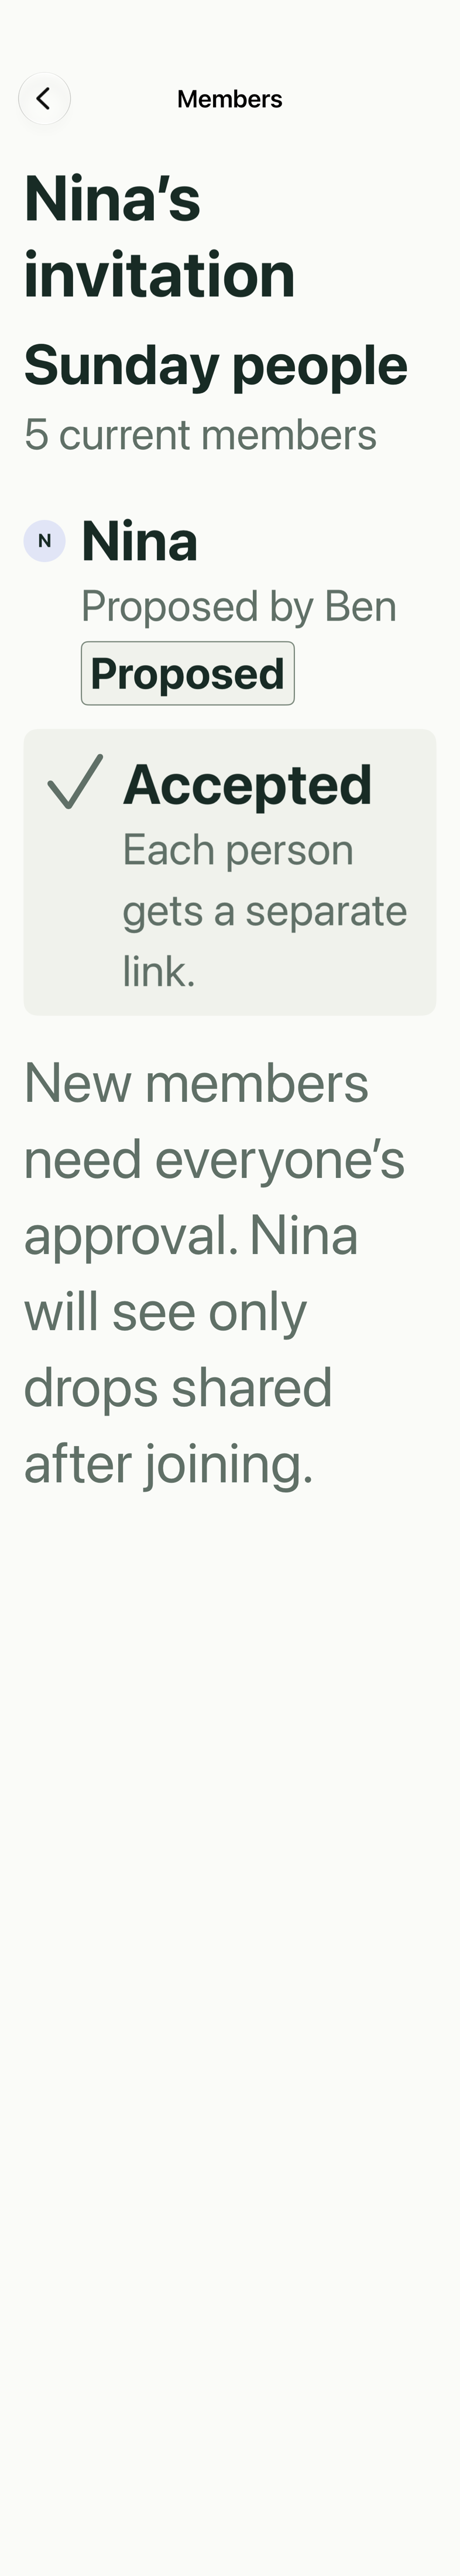 Members
Nina’s
invitation
Sunday people
5 current members
N
Nina
Proposed by Ben
Proposed
Accepted
Each person
gets a separate
link.
New members
need everyone’s
approval. Nina
will see only
drops shared
after joining.